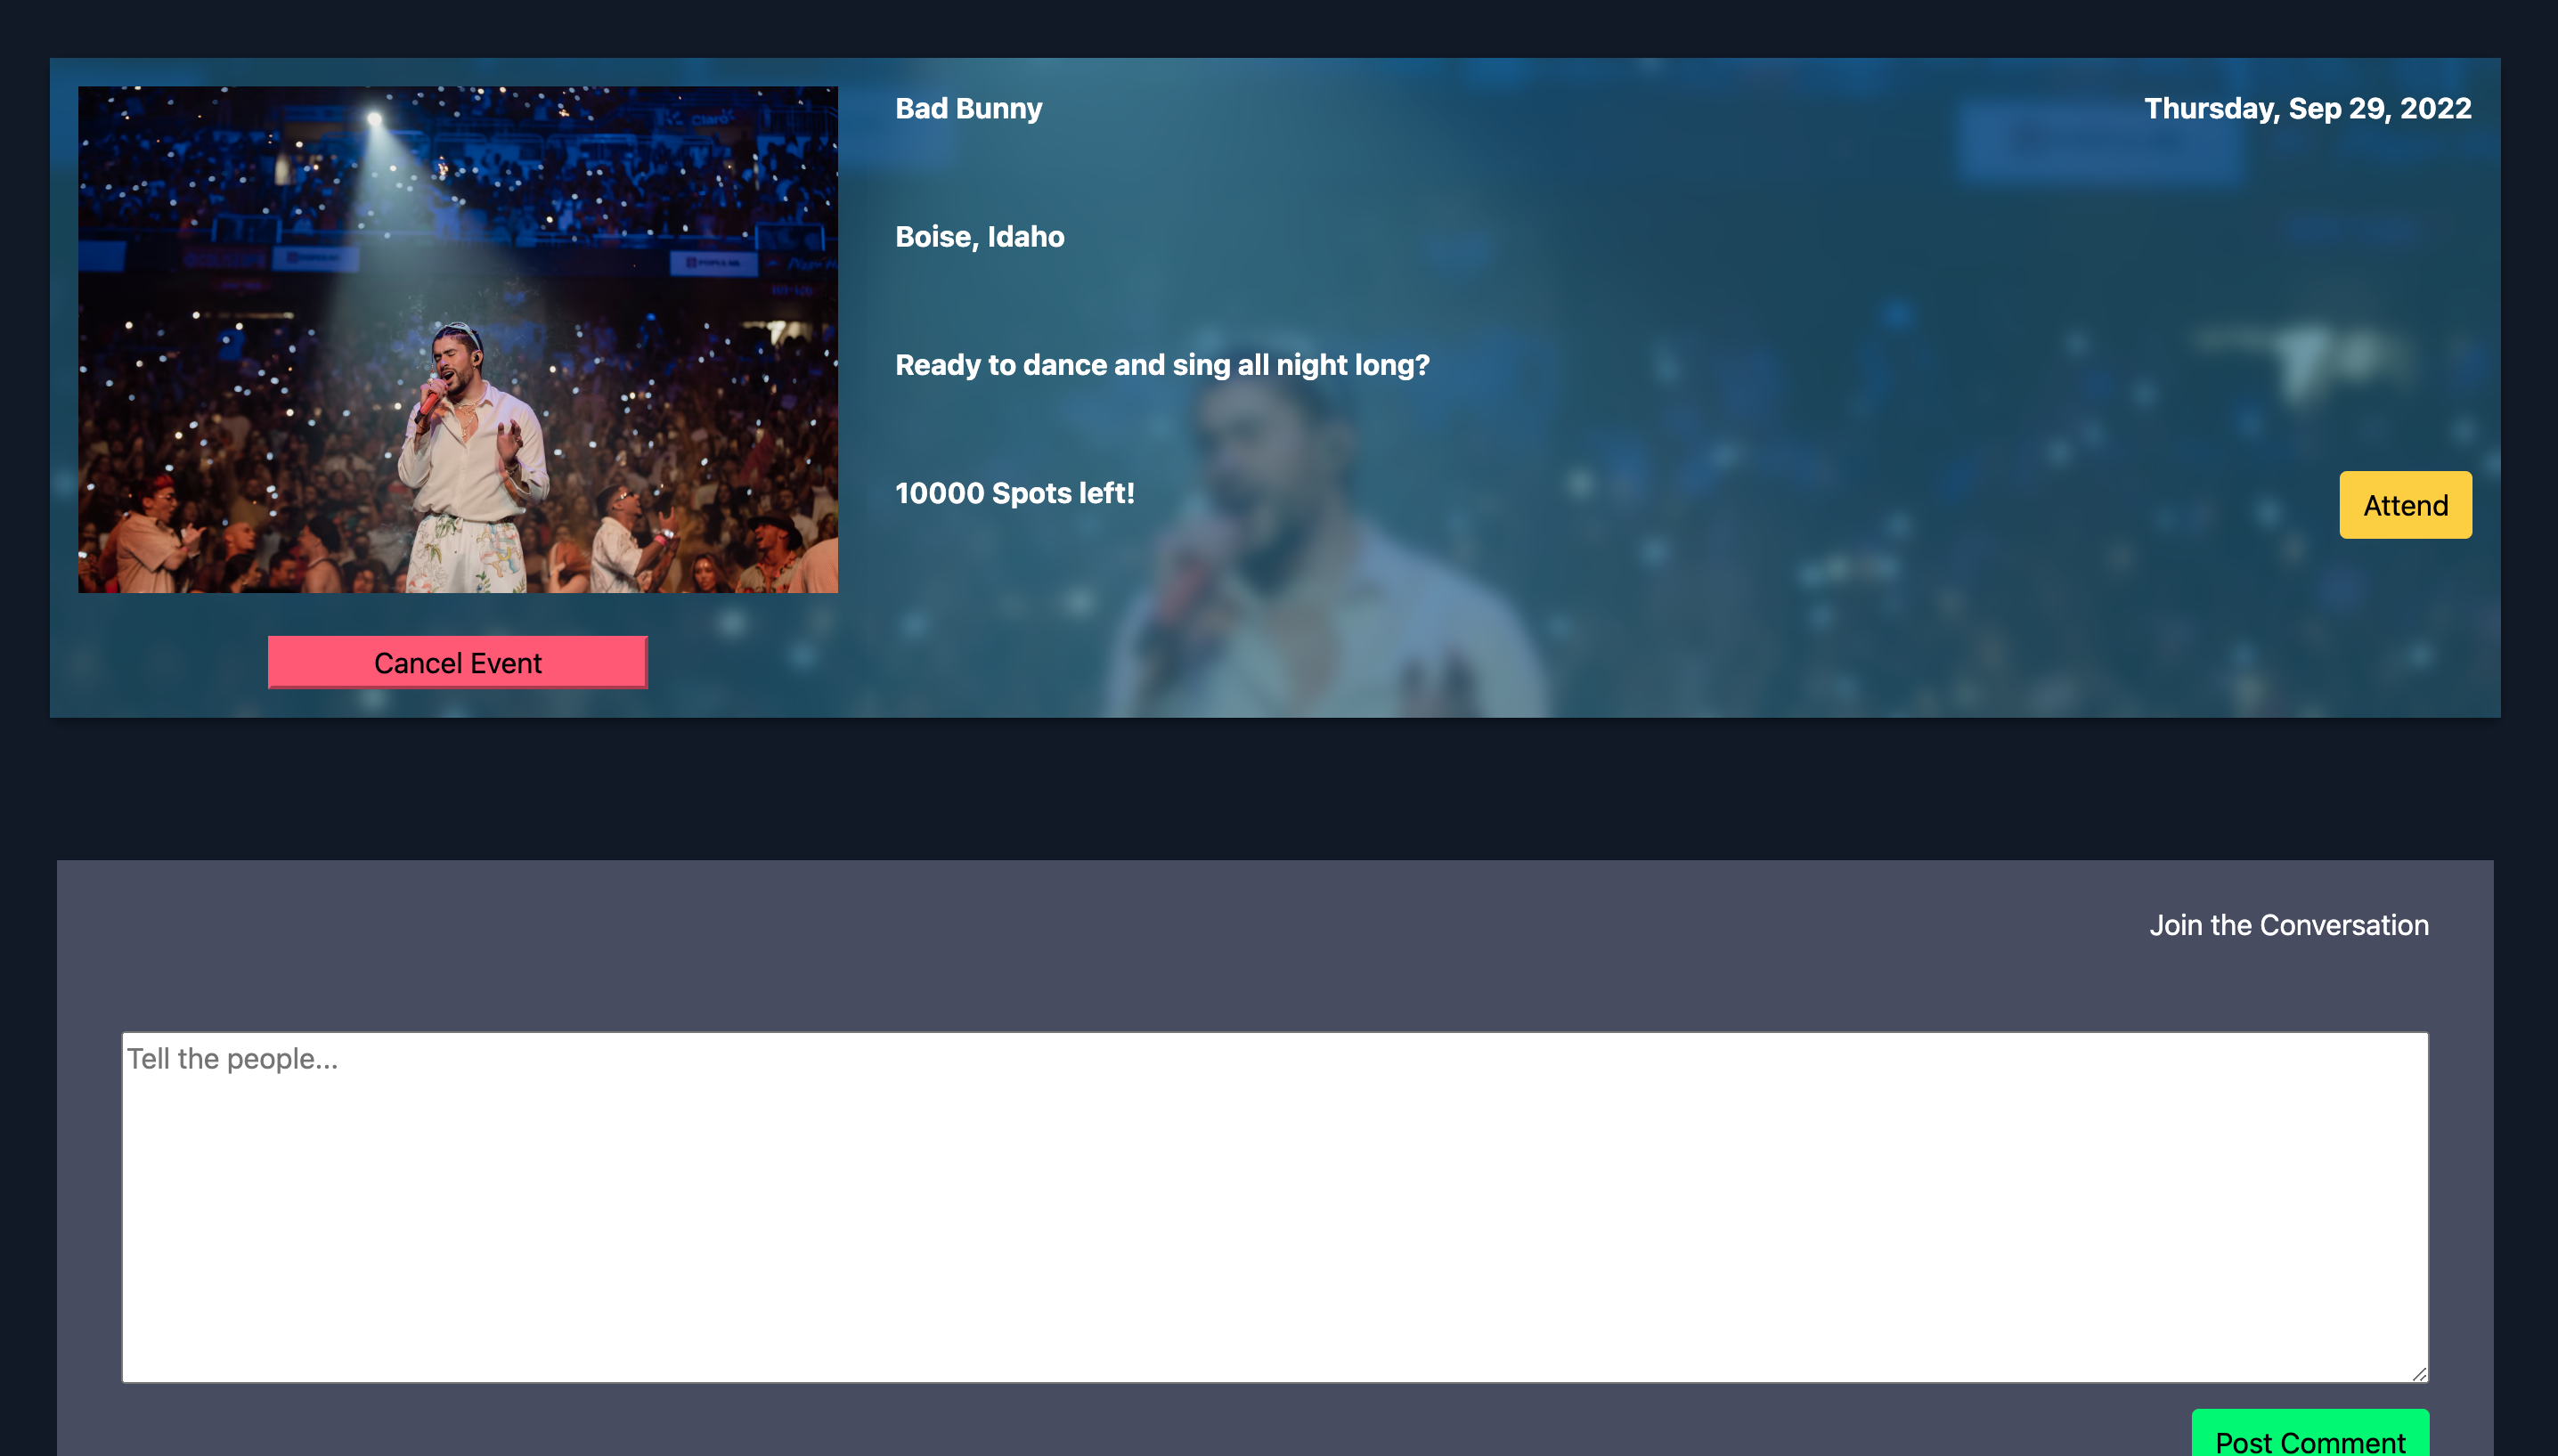 Claro
Bad Bunny
Thursday, Sep 29, 2022
Boise, Idaho
Ready to dance and sing all night long?
10000 Spots left!
Attend
Cancel Event
Join the Conversation
Tell the people...
Post Comment